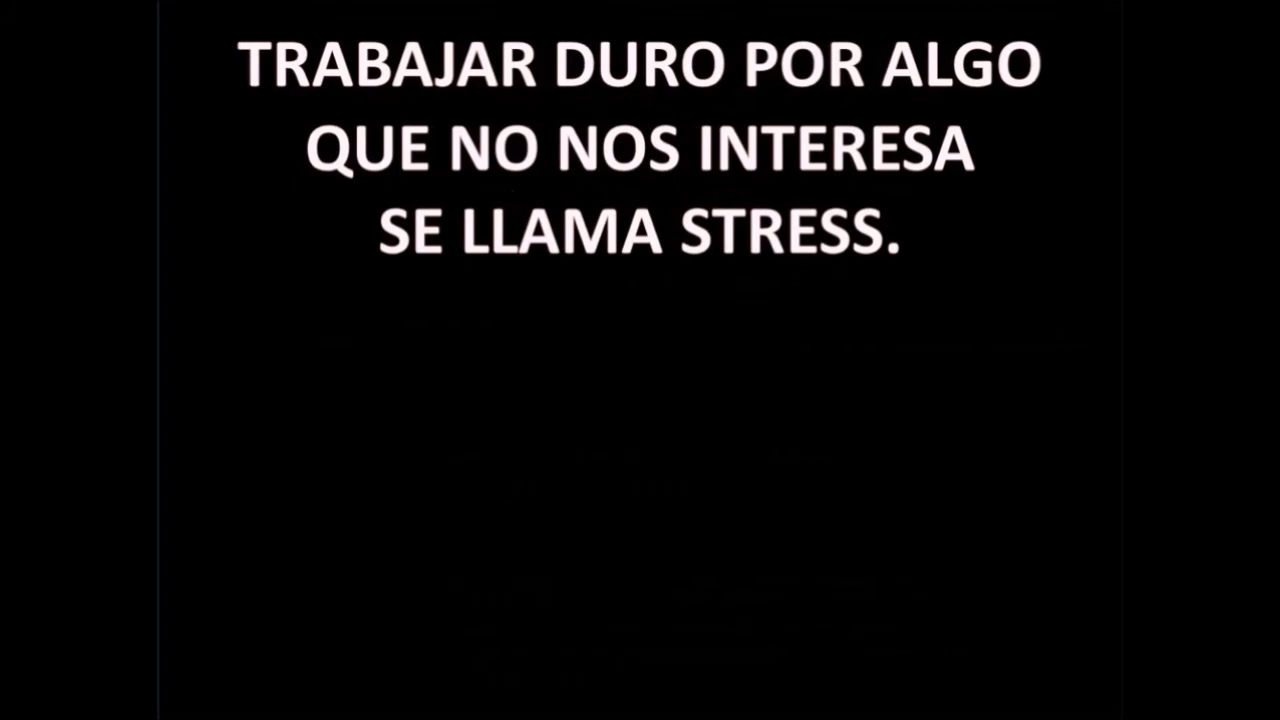 TRABAJAR DURO POR ALGO
QUE NO NOS INTERESA
SE LLAMA STRESS.